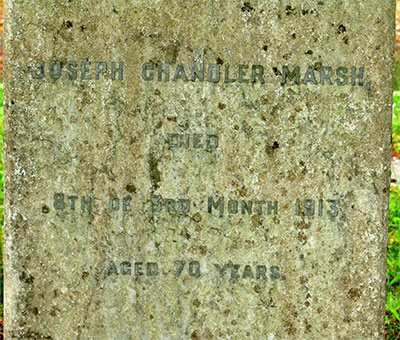 JOSEPH CHANDLER MARSH,
DIED
8TH OF 3RD MONTH 1913,
AGED 70 YEARS.